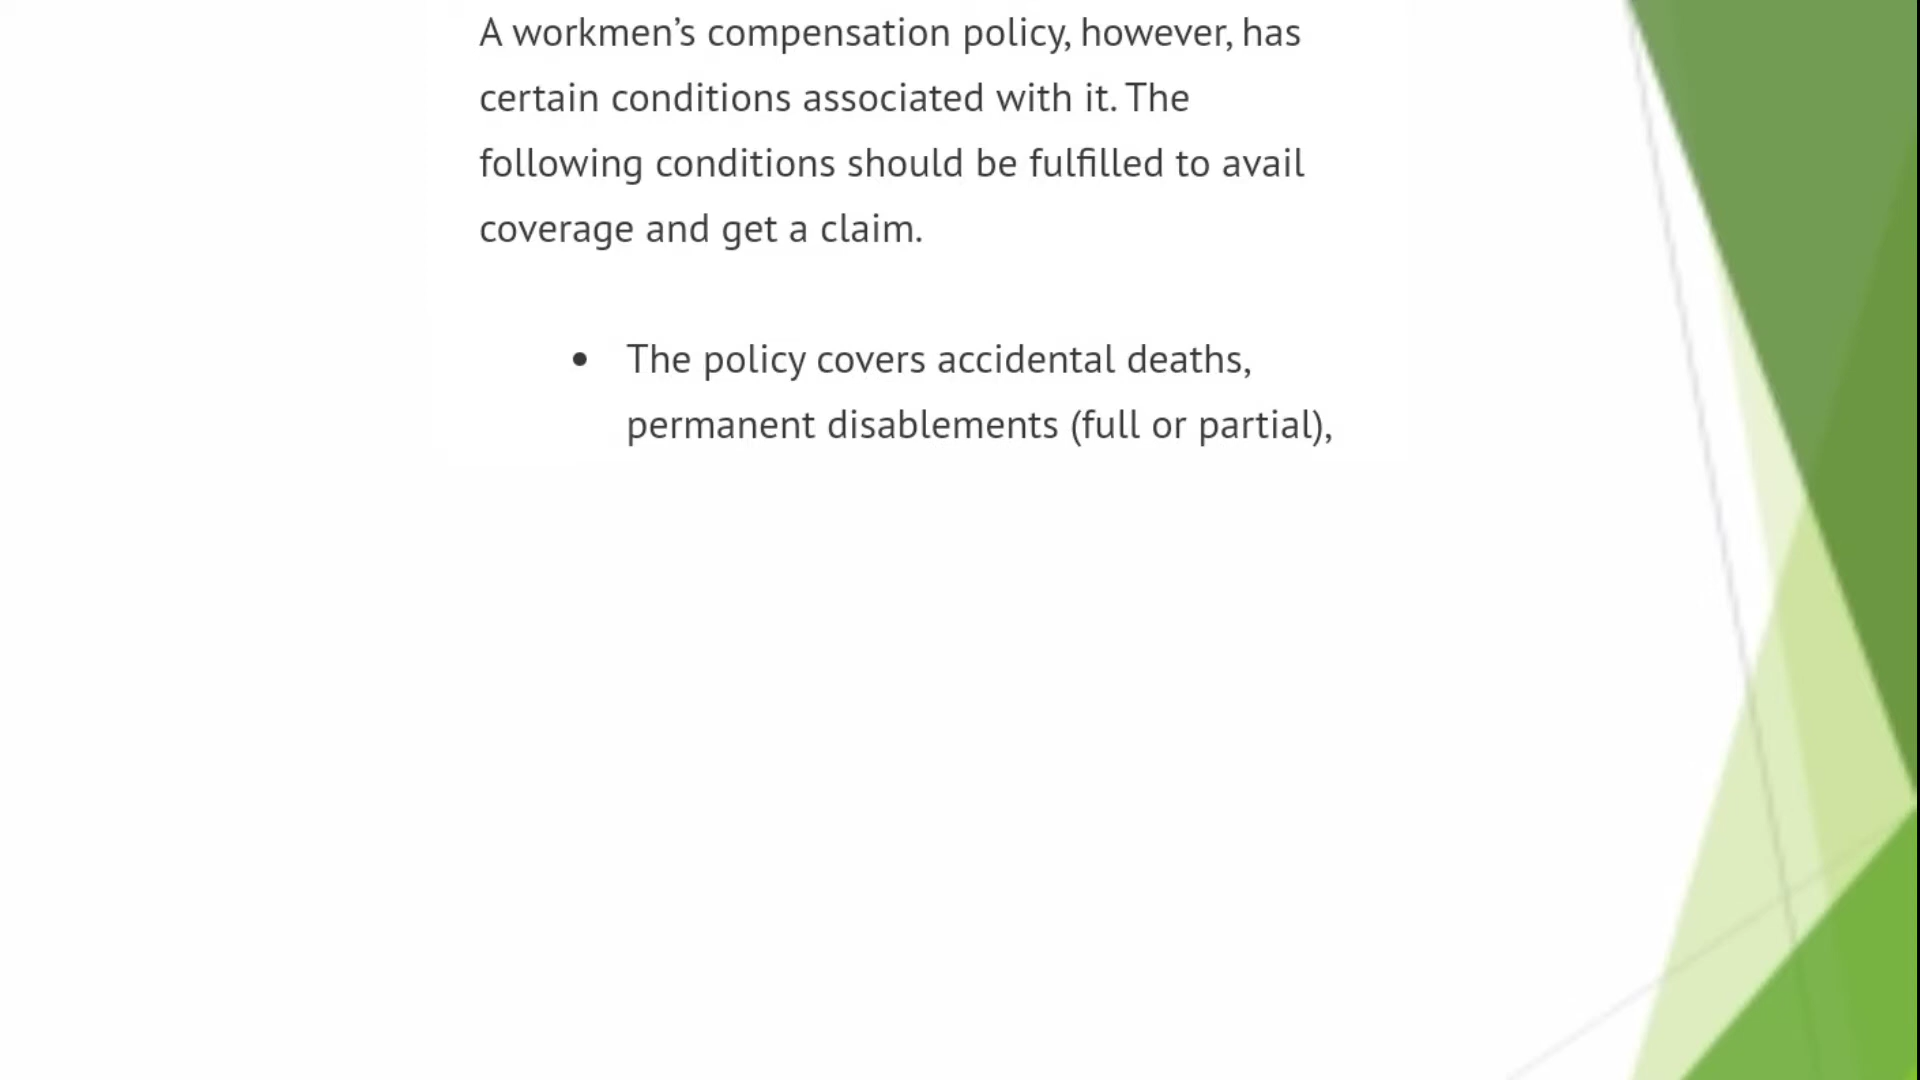 A workmen’s compensation policy, however, has
certain conditions associated with it. The
following conditions should be fulfilled to avail
coverage and get a claim.
• The policy covers accidental deaths,
permanent disablements (full or partial),